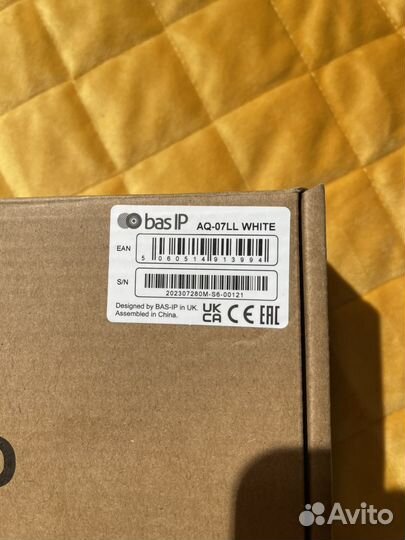 bas IP AQ-07LL WHITE
EAN
5 060514 913994
S/N
202307280M-S6-00121
Designed by BAS-IP in UK.
Assembled in China.
UK CA CE EAC
Avito